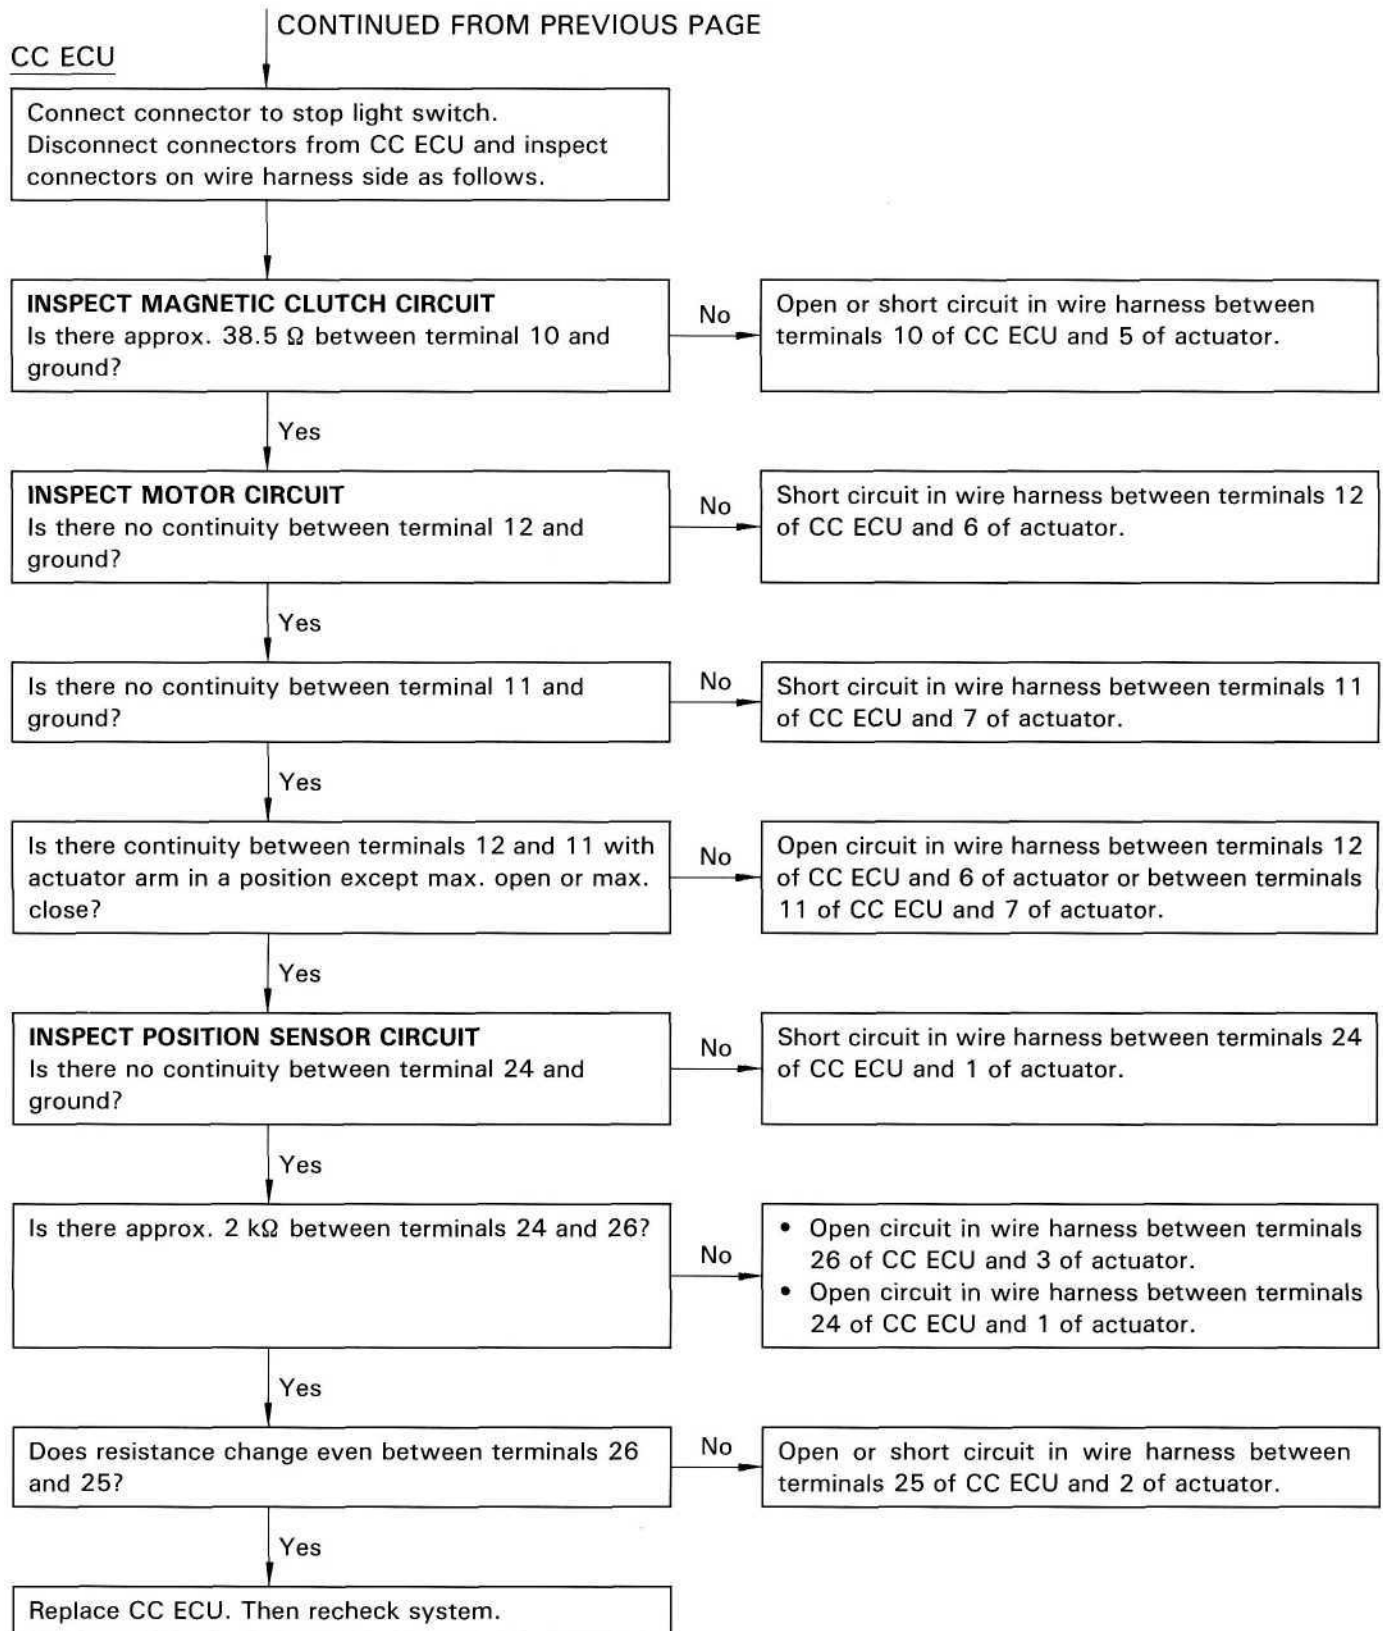 CONTINUED FROM PREVIOUS PAGE
CC ECU
Connect connector to stop light switch.
Disconnect connectors from CC ECU and inspect
connectors on wire harness side as follows.
INSPECT MAGNETIC CLUTCH CIRCUIT
Is there approx. 38.5 Ω between terminal 10 and
ground?
No
Open or short circuit in wire harness between
terminals 10 of CC ECU and 5 of actuator.
Yes
INSPECT MOTOR CIRCUIT
Is there no continuity between terminal 12 and
ground?
No
Short circuit in wire harness between terminals 12
of CC ECU and 6 of actuator.
Yes
Is there no continuity between terminal 11 and
ground?
No
Short circuit in wire harness between terminals 11
of CC ECU and 7 of actuator.
Yes
Is there continuity between terminals 12 and 11 with
actuator arm in a position except max. open or max.
close?
No
Open circuit in wire harness between terminals 12
of CC ECU and 6 of actuator or between terminals
11 of CC ECU and 7 of actuator.
Yes
INSPECT POSITION SENSOR CIRCUIT
Is there no continuity between terminal 24 and
ground?
No
Short circuit in wire harness between terminals 24
of CC ECU and 1 of actuator.
Yes
Is there approx. 2 kΩ between terminals 24 and 26?
No
• Open circuit in wire harness between terminals
26 of CC ECU and 3 of actuator.
• Open circuit in wire harness between terminals
24 of CC ECU and 1 of actuator.
Yes
Does resistance change even between terminals 26
and 25?
No
Open or short circuit in wire harness between
terminals 25 of CC ECU and 2 of actuator.
Yes
Replace CC ECU. Then recheck system.